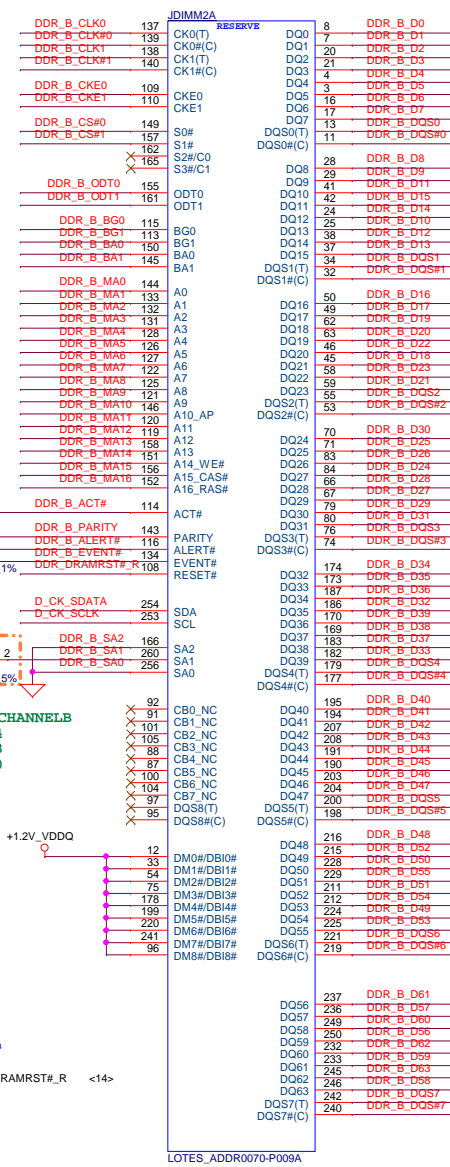 JDIMM2A
RESERVE
DDR_B_CLK0 137 CK0(T)
DDR_B_CLK#0 139 CK0#(C)
DDR_B_CLK1 138 CK1(T)
DDR_B_CLK#1 140 CK1#(C)
DDR_B_CKE0 109 CKE0
DDR_B_CKE1 110 CKE1
DDR_B_CS#0 149 S0#
DDR_B_CS#1 157 S1#
162 S2#/C0
165 S3#/C1
DDR_B_ODT0 155 ODT0
DDR_B_ODT1 161 ODT1
DDR_B_BG0 115 BG0
DDR_B_BG1 113 BG1
DDR_B_BA0 150 BA0
DDR_B_BA1 145 BA1
DDR_B_MA0 144 A0
DDR_B_MA1 133 A1
DDR_B_MA2 132 A2
DDR_B_MA3 131 A3
DDR_B_MA4 128 A4
DDR_B_MA5 126 A5
DDR_B_MA6 127 A6
DDR_B_MA7 122 A7
DDR_B_MA8 125 A8
DDR_B_MA9 121 A9
DDR_B_MA10 146 A10_AP
DDR_B_MA11 120 A11
DDR_B_MA12 119 A12
DDR_B_MA13 158 A13
DDR_B_MA14 151 A14_WE#
DDR_B_MA15 156 A15_CAS#
DDR_B_MA16 152 A16_RAS#
DDR_B_ACT# 114 ACT#
DDR_B_PARITY 143 PARITY
DDR_B_ALERT# 116 ALERT#
DDR_B_EVENT# 134 EVENT#
_1% DDR_DRAMRST#_R 108 RESET#
D_CK_SDATA 254 SDA
D_CK_SCLK 253 SCL
DDR_B_SA2 166 SA2
2 DDR_B_SA1 260 SA1
DDR_B_SA0 256 SA0
5%
CHANNELB
92 CB0_NC
91 CB1_NC
101 CB2_NC
105 CB3_NC
88 CB4_NC
87 CB5_NC
100 CB6_NC
104 CB7_NC
97 DQS8(T)
95 DQS8#(C)
+1.2V_VDDQ
12 DM0#/DBI0#
33 DM1#/DBI1#
54 DM2#/DBI2#
75 DM3#/DBI3#
178 DM4#/DBI4#
199 DM5#/DBI5#
220 DM6#/DBI6#
241 DM7#/DBI7#
96 DM8#/DBI8#
RAMRST#_R <14>
DQ0 8 DDR_B_D0
DQ1 7 DDR_B_D1
DQ2 20 DDR_B_D2
DQ3 21 DDR_B_D3
DQ4 4 DDR_B_D4
DQ5 3 DDR_B_D5
DQ6 16 DDR_B_D6
DQ7 17 DDR_B_D7
DQS0(T) 13 DDR_B_DQS0
DQS0#(C) 11 DDR_B_DQS#0
DQ8 28 DDR_B_D8
DQ9 29 DDR_B_D9
DQ10 41 DDR_B_D11
DQ11 42 DDR_B_D15
DQ12 24 DDR_B_D14
DQ13 25 DDR_B_D10
DQ14 38 DDR_B_D12
DQ15 37 DDR_B_D13
DQS1(T) 34 DDR_B_DQS1
DQS1#(C) 32 DDR_B_DQS#1
DQ16 50 DDR_B_D16
DQ17 49 DDR_B_D17
DQ18 62 DDR_B_D19
DQ19 63 DDR_B_D20
DQ20 46 DDR_B_D22
DQ21 45 DDR_B_D18
DQ22 58 DDR_B_D23
DQ23 59 DDR_B_D21
DQS2(T) 55 DDR_B_DQS2
DQS2#(C) 53 DDR_B_DQS#2
DQ24 70 DDR_B_D30
DQ25 71 DDR_B_D25
DQ26 83 DDR_B_D26
DQ27 84 DDR_B_D24
DQ28 66 DDR_B_D28
DQ29 67 DDR_B_D27
DQ30 79 DDR_B_D29
DQ31 80 DDR_B_D31
DQS3(T) 76 DDR_B_DQS3
DQS3#(C) 74 DDR_B_DQS#3
DQ32 174 DDR_B_D34
DQ33 173 DDR_B_D35
DQ34 187 DDR_B_D36
DQ35 186 DDR_B_D32
DQ36 170 DDR_B_D39
DQ37 169 DDR_B_D38
DQ38 183 DDR_B_D37
DQ39 182 DDR_B_D33
DQS4(T) 179 DDR_B_DQS4
DQS4#(C) 177 DDR_B_DQS#4
DQ40 195 DDR_B_D40
DQ41 194 DDR_B_D41
DQ42 207 DDR_B_D42
DQ43 208 DDR_B_D43
DQ44 191 DDR_B_D44
DQ45 190 DDR_B_D45
DQ46 203 DDR_B_D46
DQ47 204 DDR_B_D47
DQS5(T) 200 DDR_B_DQS5
DQS5#(C) 198 DDR_B_DQS#5
DQ48 216 DDR_B_D48
DQ49 215 DDR_B_D52
DQ50 228 DDR_B_D50
DQ51 229 DDR_B_D55
DQ52 211 DDR_B_D51
DQ53 212 DDR_B_D54
DQ54 224 DDR_B_D49
DQ55 225 DDR_B_D53
DQS6(T) 221 DDR_B_DQS6
DQS6#(C) 219 DDR_B_DQS#6
DQ56 237 DDR_B_D61
DQ57 236 DDR_B_D57
DQ58 249 DDR_B_D60
DQ59 250 DDR_B_D56
DQ60 232 DDR_B_D62
DQ61 233 DDR_B_D59
DQ62 245 DDR_B_D63
DQ63 246 DDR_B_D58
DQS7(T) 242 DDR_B_DQS7
DQS7#(C) 240 DDR_B_DQS#7
LOTES_ADDR0070-P009A